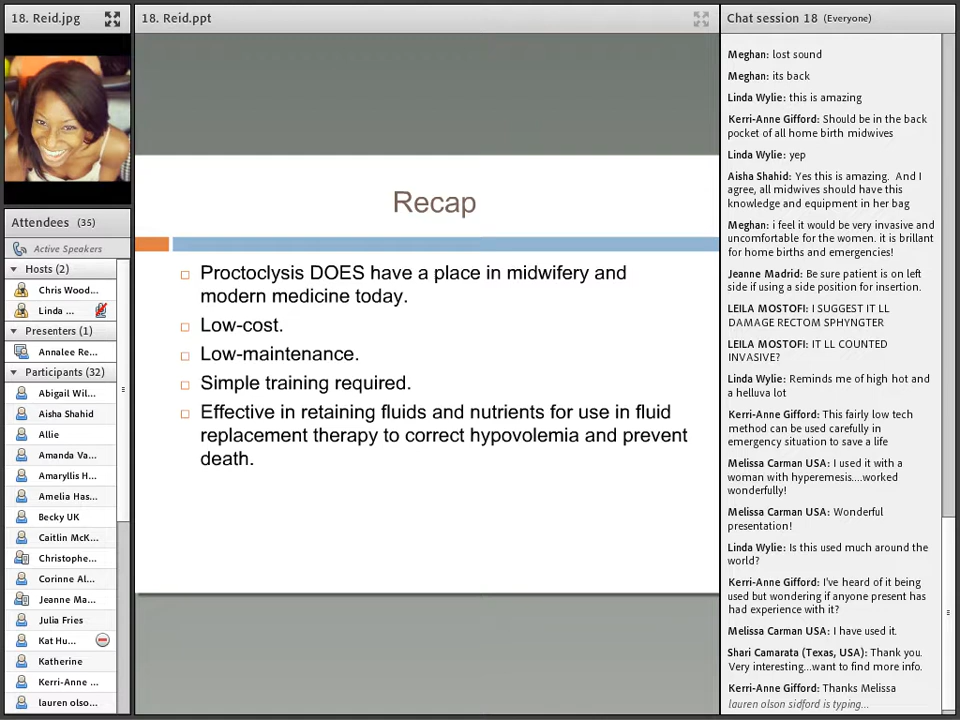 18. Reid.jpg
Attendees (35)
Active Speakers
Hosts (2)
Chris Wood...
Linda ...
Presenters (1)
Annalee Re...
Participants (32)
Abigail Wil...
Aisha Shahid
Allie
Amanda Va...
Amaryllis H...
Amelia Has...
Becky UK
Caitlin McK...
Christophe...
Corinne Al...
Jeanne Ma...
Julia Fries
Kat Hu...
Katherine
Kerri-Anne ...
lauren olso...
18. Reid.ppt
Recap
Proctoclysis DOES have a place in midwifery and
modern medicine today.
Low-cost.
Low-maintenance.
Simple training required.
Effective in retaining fluids and nutrients for use in fluid
replacement therapy to correct hypovolemia and prevent
death.
Chat session 18 (Everyone)
Meghan: lost sound
Meghan: its back
Linda Wylie: this is amazing
Kerri-Anne Gifford: Should be in the back
pocket of all home birth midwives
Linda Wylie: yep
Aisha Shahid: Yes this is amazing. And I
agree, all midwives should have this
knowledge and equipment in her bag
Meghan: i feel it would be very invasive and
uncomfortable for the women. it is brillant
for home births and emergencies!
Jeanne Madrid: Be sure patient is on left
side if using a side position for insertion.
LEILA MOSTOFI: I SUGGEST IT LL
DAMAGE RECTOM SPHYNGTER
LEILA MOSTOFI: IT LL COUNTED
INVASIVE?
Linda Wylie: Reminds me of high hot and
a helluva lot
Kerri-Anne Gifford: This fairly low tech
method can be used carefully in
emergency situation to save a life
Melissa Carman USA: I used it with a
woman with hyperemesis....worked
wonderfully!
Melissa Carman USA: Wonderful
presentation!
Linda Wylie: Is this used much around the
world?
Kerri-Anne Gifford: I've heard of it being
used but wondering if anyone present has
had experience with it?
Melissa Carman USA: I have used it.
Shari Camarata (Texas, USA): Thank you.
Very interesting...want to find more info.
Kerri-Anne Gifford: Thanks Melissa
lauren olson sidford is typing...